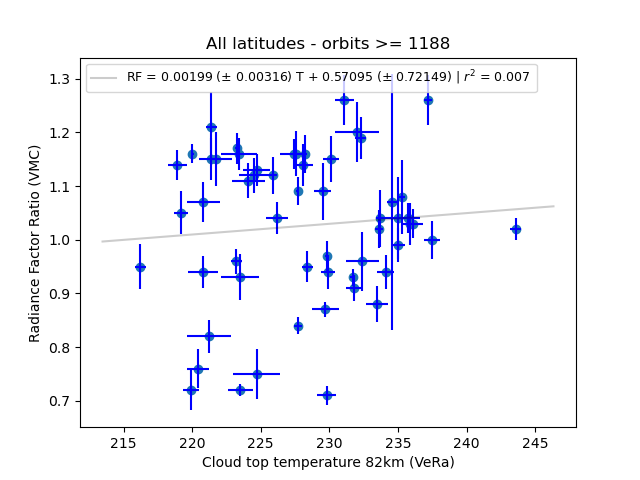 All latitudes - orbits >= 1188
RF = 0.00199 (± 0.00316) T + 0.57095 (± 0.72149) | r² = 0.007
Radiance Factor Ratio (VMC)
1.3
1.2
1.1
1.0
0.9
0.8
0.7
215 220 225 230 235 240 245
Cloud top temperature 82km (VeRa)